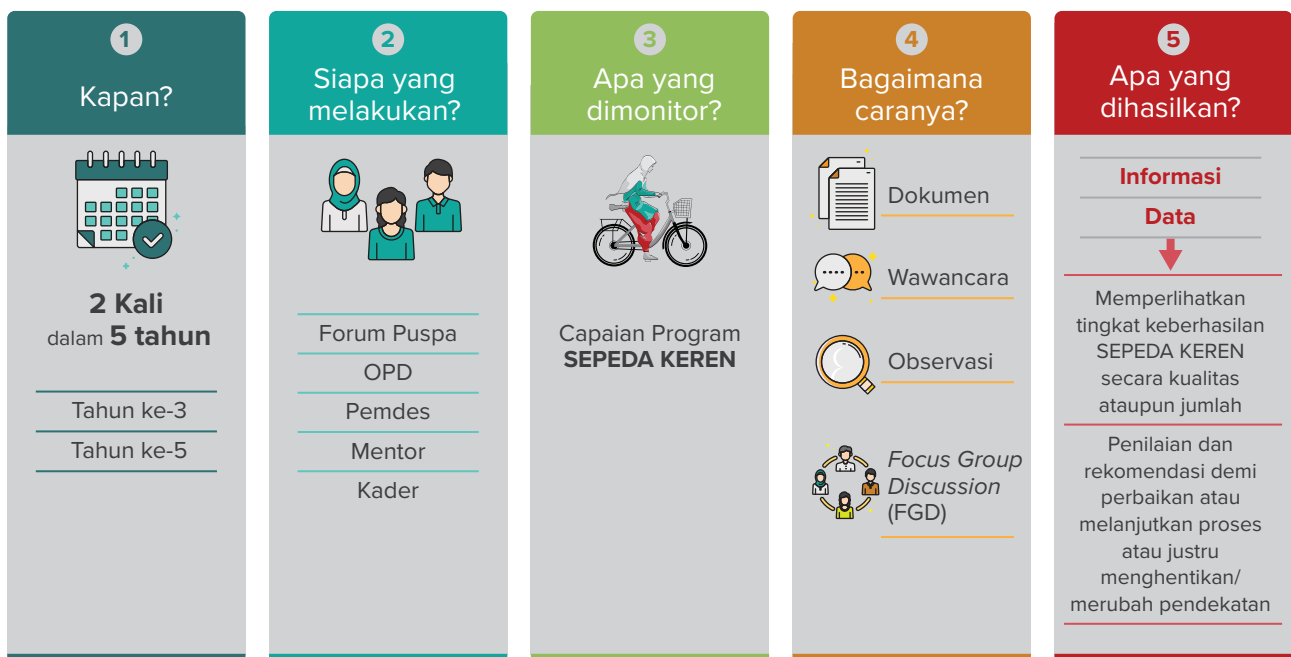 1
Kapan?
2 Kali
dalam 5 tahun
Tahun ke-3
Tahun ke-5
2
Siapa yang
melakukan?
Forum Puspa
OPD
Pemdes
Mentor
Kader
3
Apa yang
dimonitor?
Capaian Program
SEPEDA KEREN
4
Bagaimana
caranya?
Dokumen
Wawancara
Observasi
Focus Group
Discussion
(FGD)
5
Apa yang
dihasilkan?
Informasi
Data
Memperlihatkan
tingkat keberhasilan
SEPEDA KEREN
secara kualitas
ataupun jumlah
Penilaian dan
rekomendasi demi
perbaikan atau
melanjutkan proses
atau justru
menghentikan/
merubah pendekatan